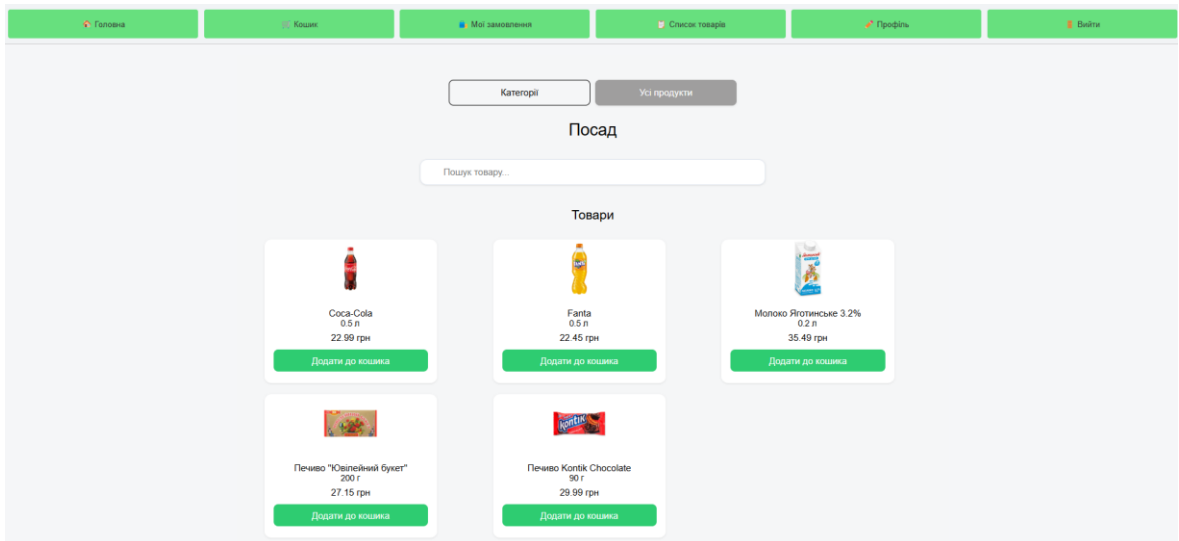 Головна
Кошик
Мої замовлення
Список товарів
Профіль
Вийти
Категорії
Усі продукти
Посад
Пошук товару...
Товари
Coca-Cola
0.5 л
22.99 грн
Додати до кошика
Fanta
0.5 л
22.45 грн
Додати до кошика
Молоко Яготинське 3.2%
0.2 л
35.49 грн
Додати до кошика
Печиво "Ювілейний букет"
200 г
27.15 грн
Додати до кошика
kontik
Печиво Kontik Chocolate
90 г
29.99 грн
Додати до кошика